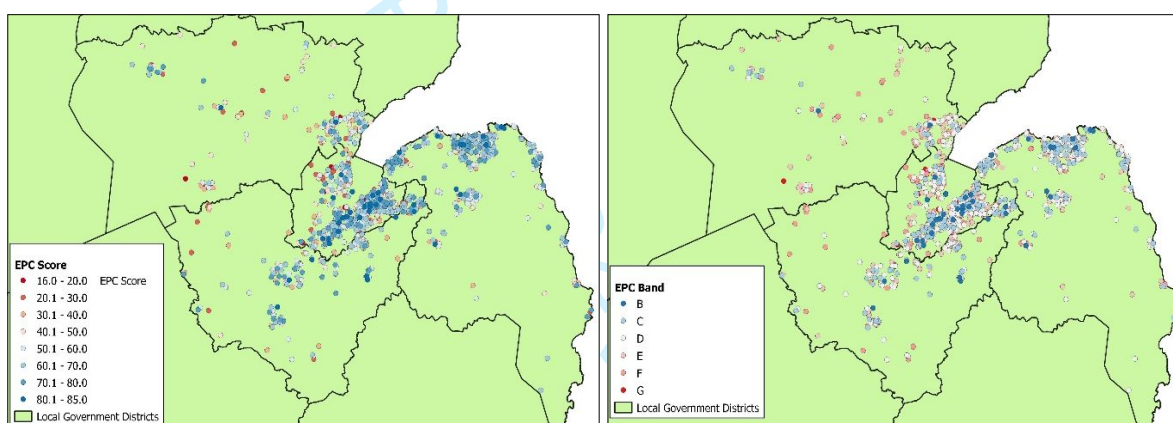 EPC Score
16.0 - 20.0 EPC Score
20.1 - 30.0
30.1 - 40.0
40.1 - 50.0
50.1 - 60.0
60.1 - 70.0
70.1 - 80.0
80.1 - 85.0
Local Government Districts
EPC Band
B
C
D
E
F
G
Local Government Districts